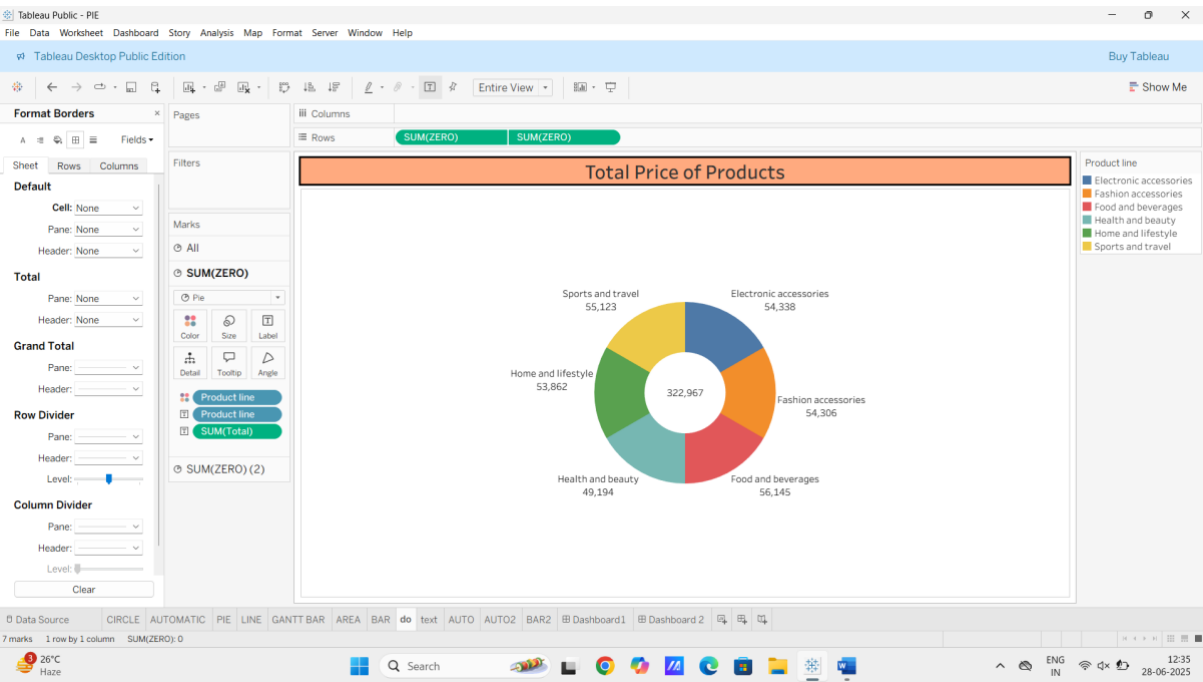 Tableau Public - PIE
File Data Worksheet Dashboard Story Analysis Map Format Server Window Help
Tableau Desktop Public Edition
Buy Tableau
Entire View
Show Me
Format Borders
Fields
Sheet Rows Columns
Default
Cell: None
Pane: None
Header: None
Total
Pane: None
Header: None
Grand Total
Pane:
Header:
Row Divider
Pane:
Header:
Level:
Column Divider
Pane:
Header:
Level:
Clear
Pages
Filters
Marks
All
SUM(ZERO)
Pie
Color Size Label
Detail Tooltip Angle
Product line
Product line
SUM(Total)
SUM(ZERO) (2)
Columns
Rows SUM(ZERO) SUM(ZERO)
Total Price of Products
Sports and travel
55,123
Electronic accessories
54,338
Home and lifestyle
53,862
322,967
Fashion accessories
54,306
Health and beauty
49,194
Food and beverages
56,145
Product line
Electronic accessories
Fashion accessories
Food and beverages
Health and beauty
Home and lifestyle
Sports and travel
Data Source CIRCLE AUTOMATIC PIE LINE GANTT BAR AREA BAR do text AUTO AUTO2 BAR2 Dashboard1 Dashboard 2
7 marks 1 row by 1 column SUM(ZERO): 0
3
26°C
Haze
Search
ENG
IN
12:35
28-06-2025